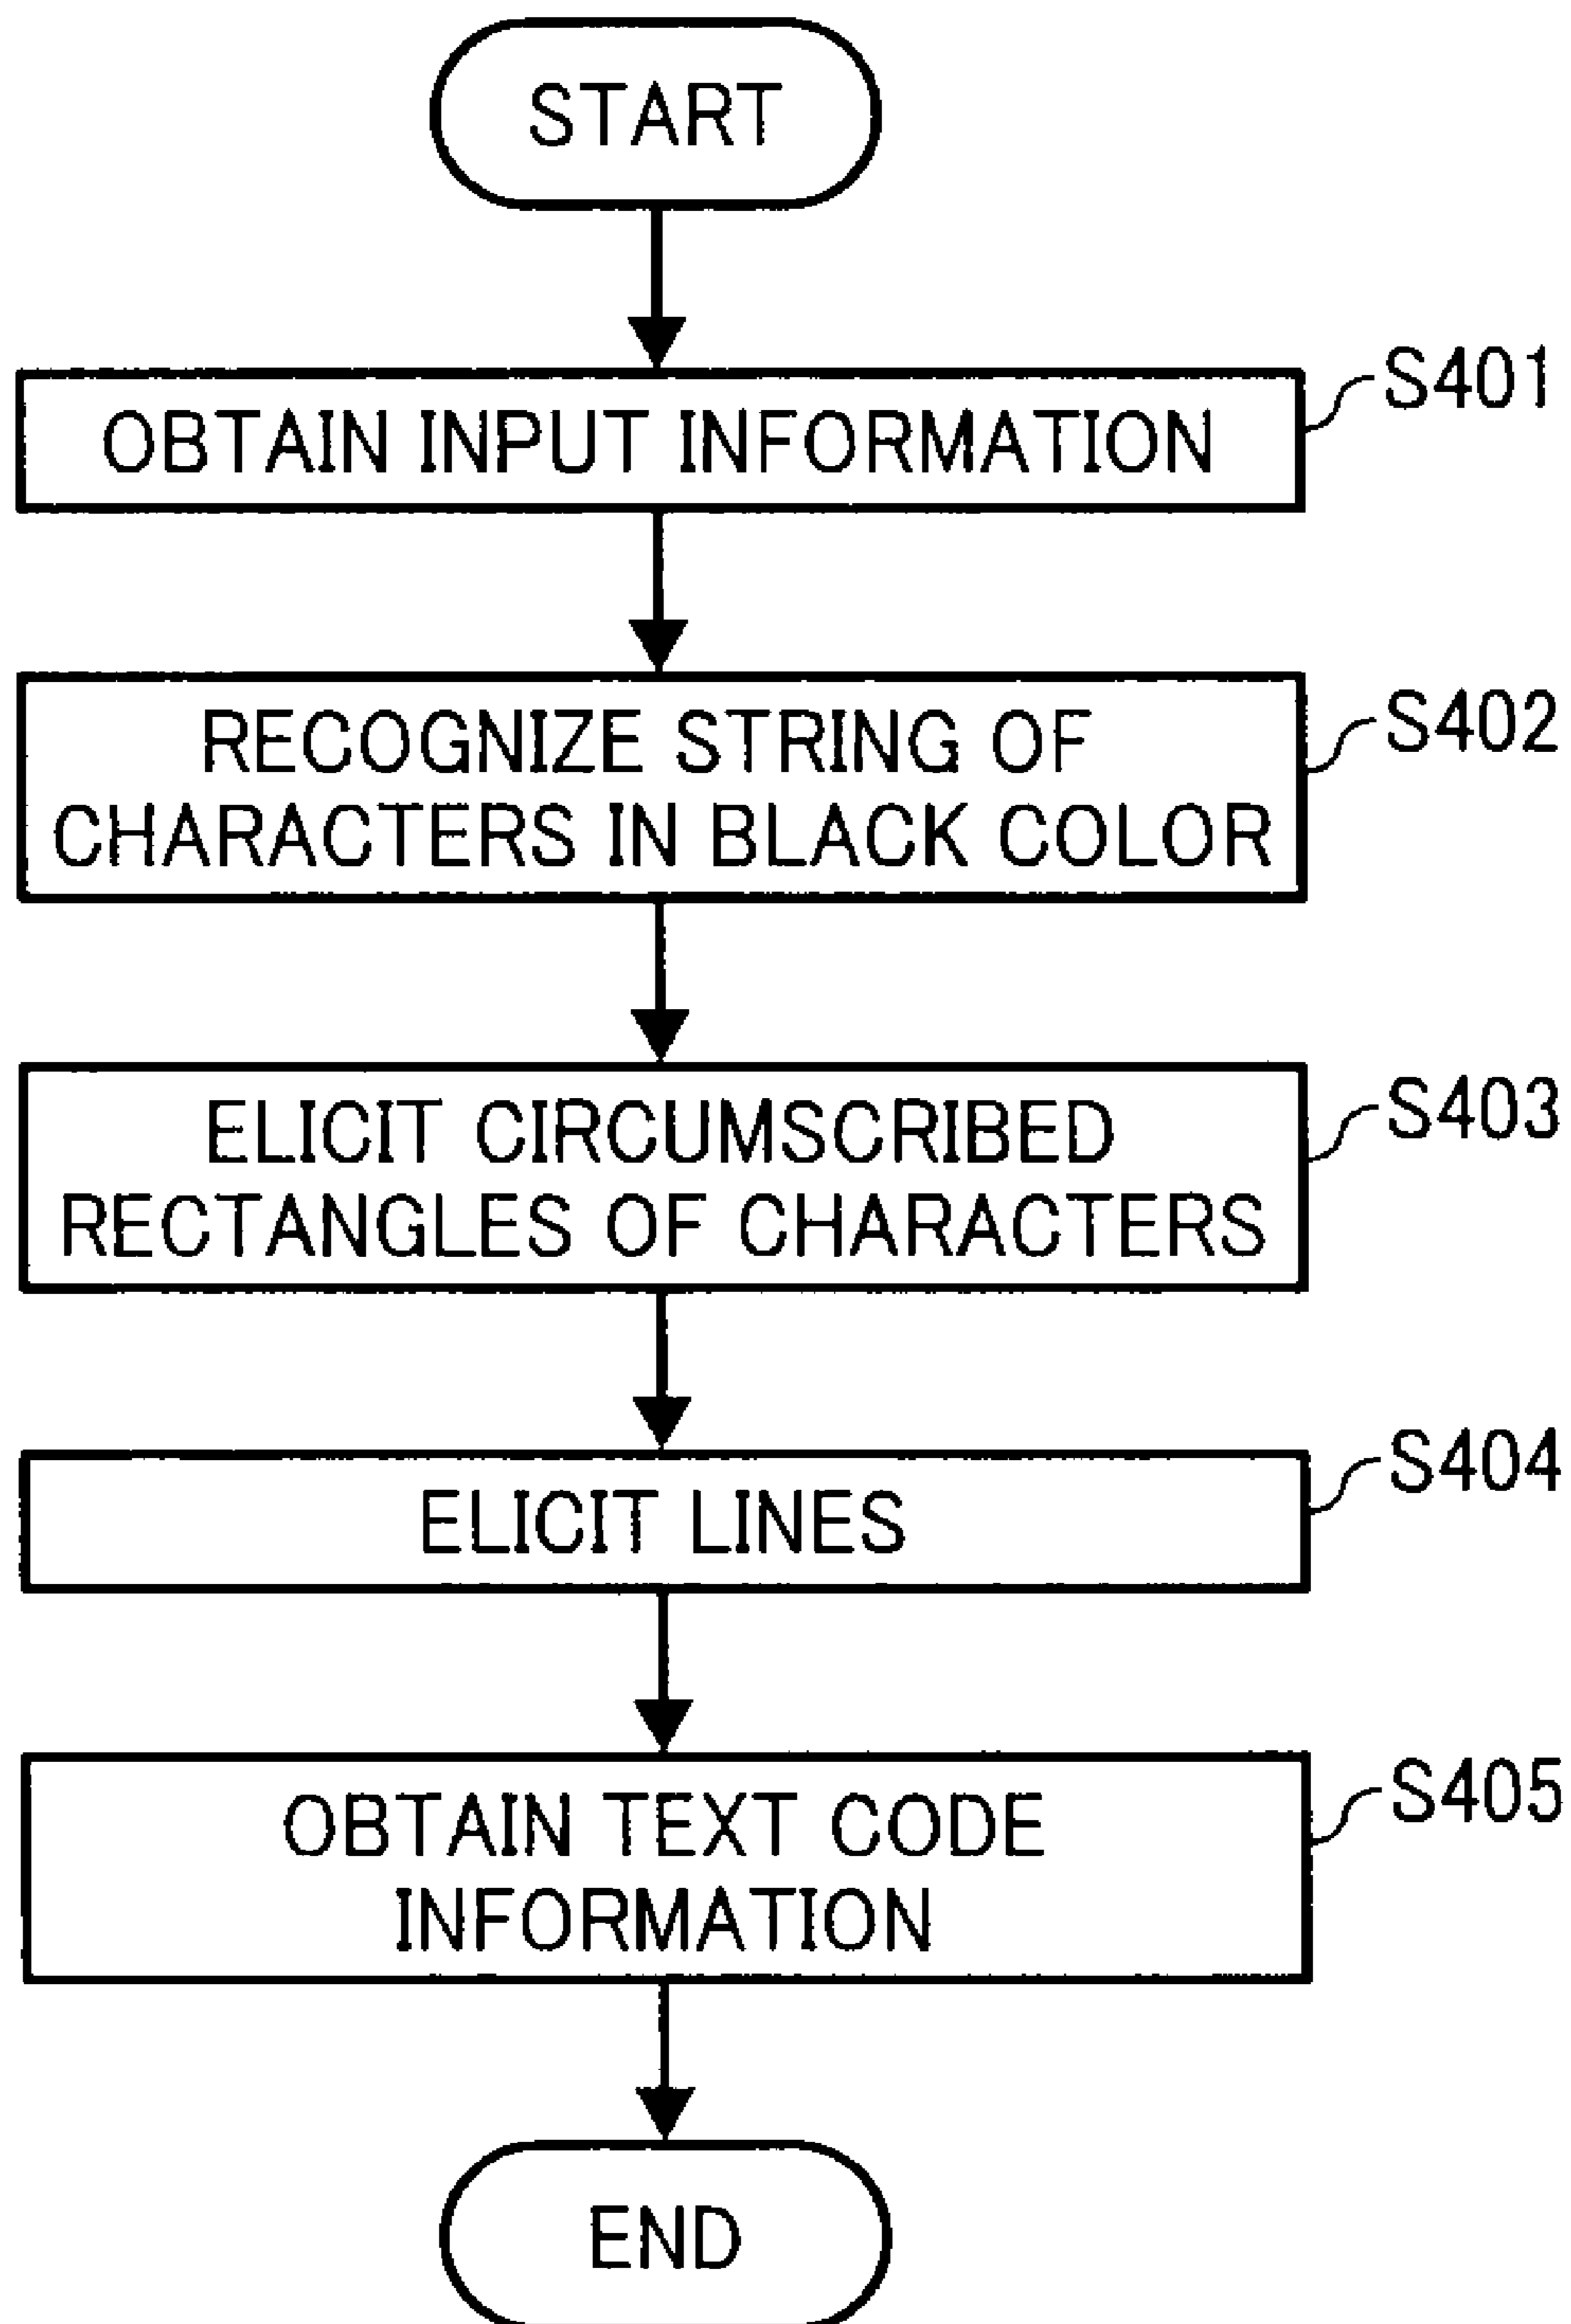 START
S401
OBTAIN INPUT INFORMATION
S402
RECOGNIZE STRING OF
CHARACTERS IN BLACK COLOR
S403
ELICIT CIRCUMSCRIBED
RECTANGLES OF CHARACTERS
S404
ELICIT LINES
S405
OBTAIN TEXT CODE
INFORMATION
END